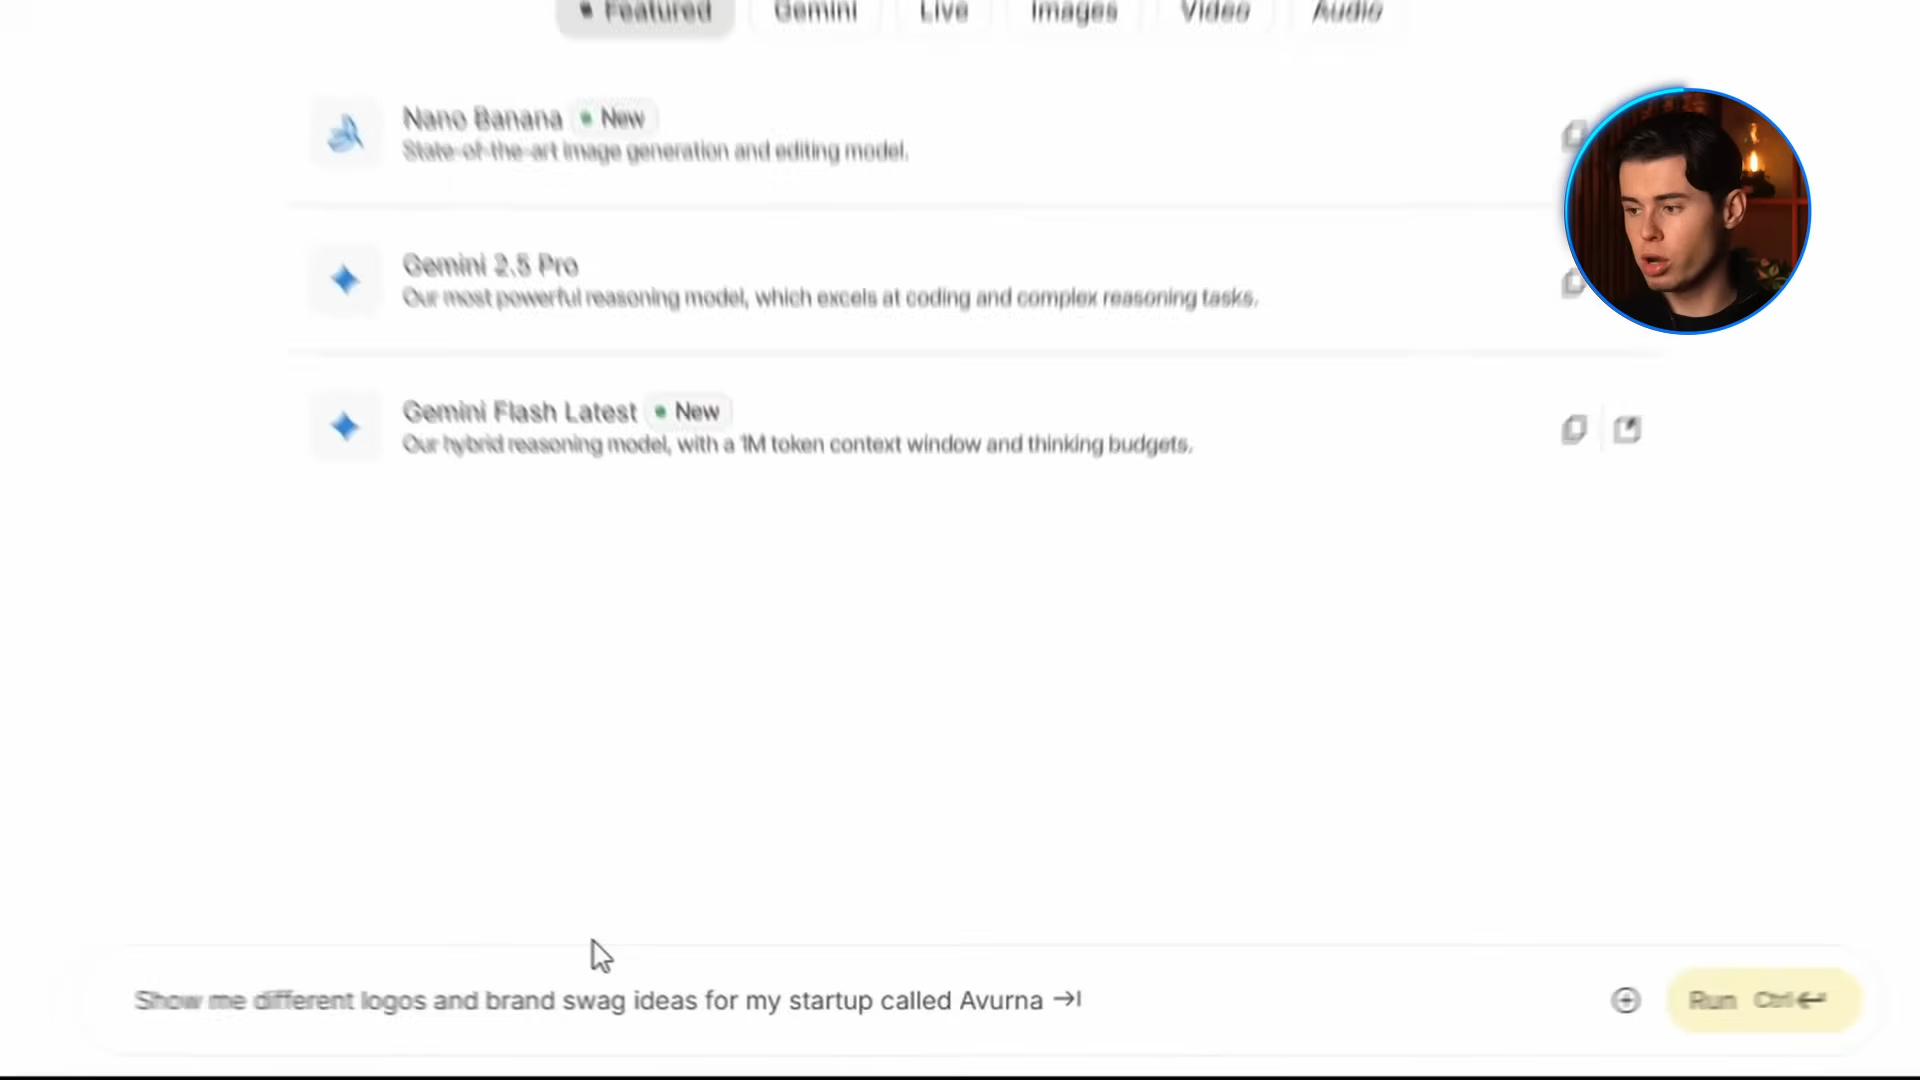 Featured Gemini Live Images Video Audio
Nano Banana New
State-of-the-art image generation and editing model.
Gemini 2.5 Pro
Our most powerful reasoning model, which excels at coding and complex reasoning tasks.
Gemini Flash Latest New
Our hybrid reasoning model, with a 1M token context window and thinking budgets.
Show me different logos and brand swag ideas for my startup called Avurna
Run Ctrl